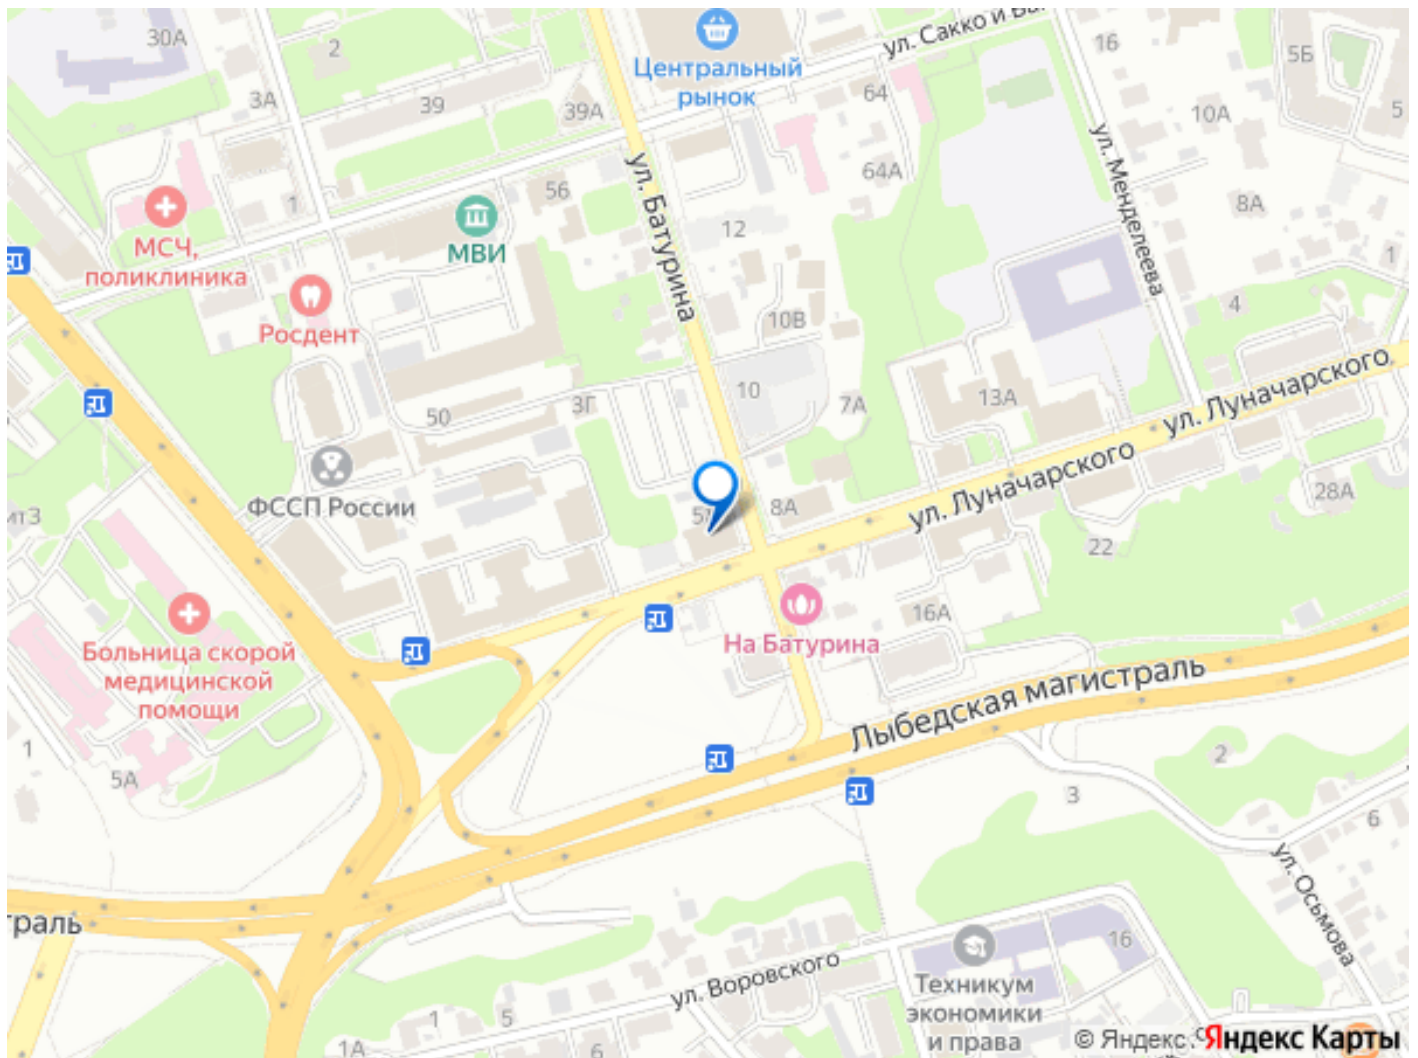 30А
2
Центральный
рынок
ул. Сакко и Ва
16
5Б
5
3А
39
39А
64
10А
ул. Менделеева
64А
8А
1
56
ул. Батурина
12
МСЧ,
поликлиника
МВИ
1
4
Росдент
10В
10
7А
13А
ул. Луначарского
50
3Г
ФССП России
8А
ул. Луначарского
28А
22
16А
На Батурина
Больница скорой
медицинской
помощи
Лыбедская магистраль
1
5А
2
3
6
ул. Осьмова
траль
16
Техникум
экономики
и права
ул. Воровского
1
5
1А
6
© Яндекс
Яндекс Карты